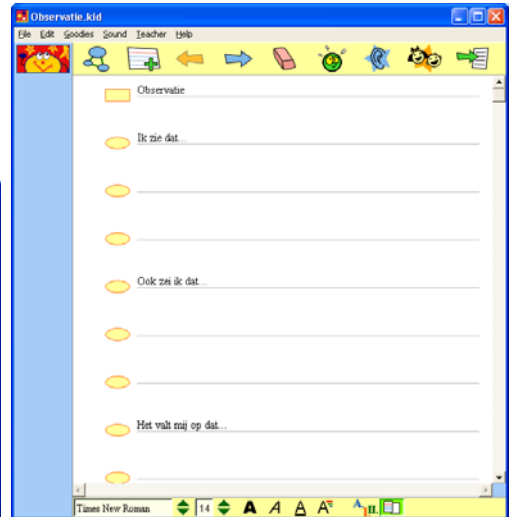 Observatie.kid
File Edit Goodies Sound Teacher Help
Observatie
Ik zie dat...
Ook zei ik dat...
Het valt mij op dat...
Times New Roman 14 A A A A A II.